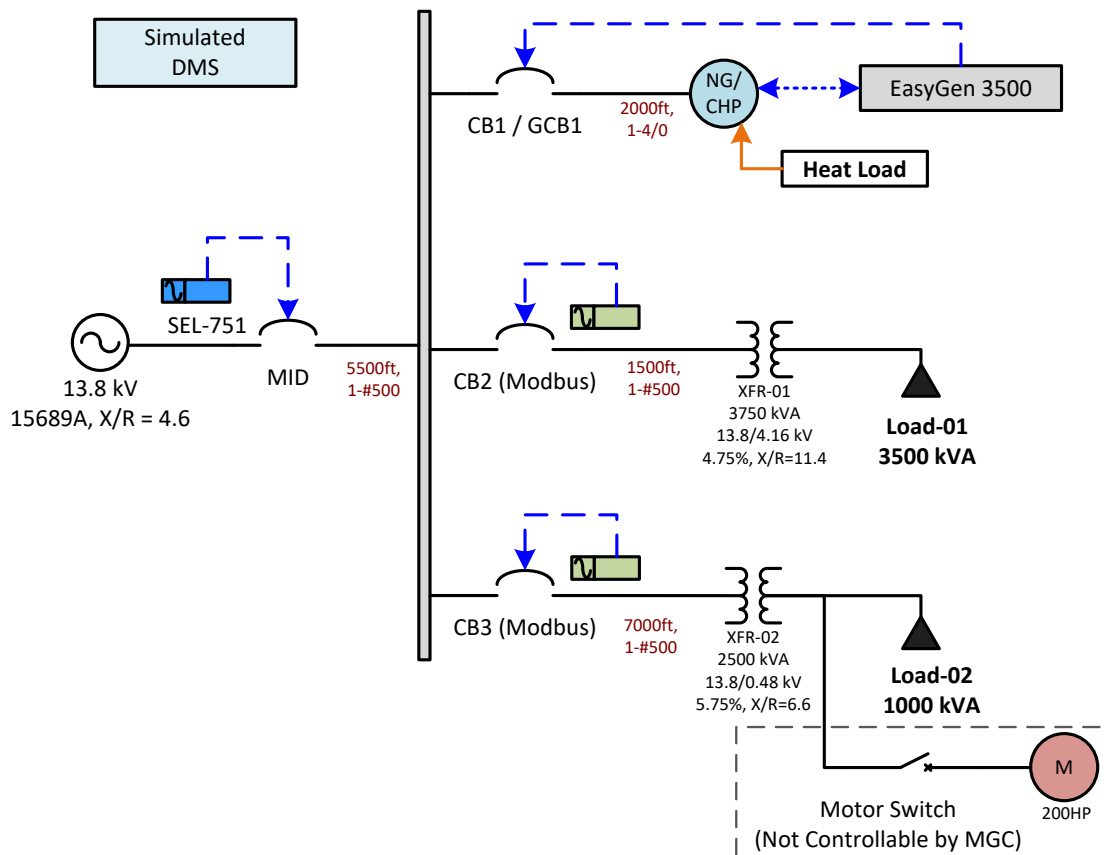 Simulated
DMS
NG/
CHP
EasyGen 3500
CB1 / GCB1
2000ft,
1-4/0
Heat Load
SEL-751
MID
13.8 kV
15689A, X/R = 4.6
5500ft,
1-#500
CB2 (Modbus)
1500ft,
1-#500
XFR-01
3750 kVA
13.8/4.16 kV
4.75%, X/R=11.4
Load-01
3500 kVA
CB3 (Modbus)
7000ft,
1-#500
XFR-02
2500 kVA
13.8/0.48 kV
5.75%, X/R=6.6
Load-02
1000 kVA
M
200HP
Motor Switch
(Not Controllable by MGC)